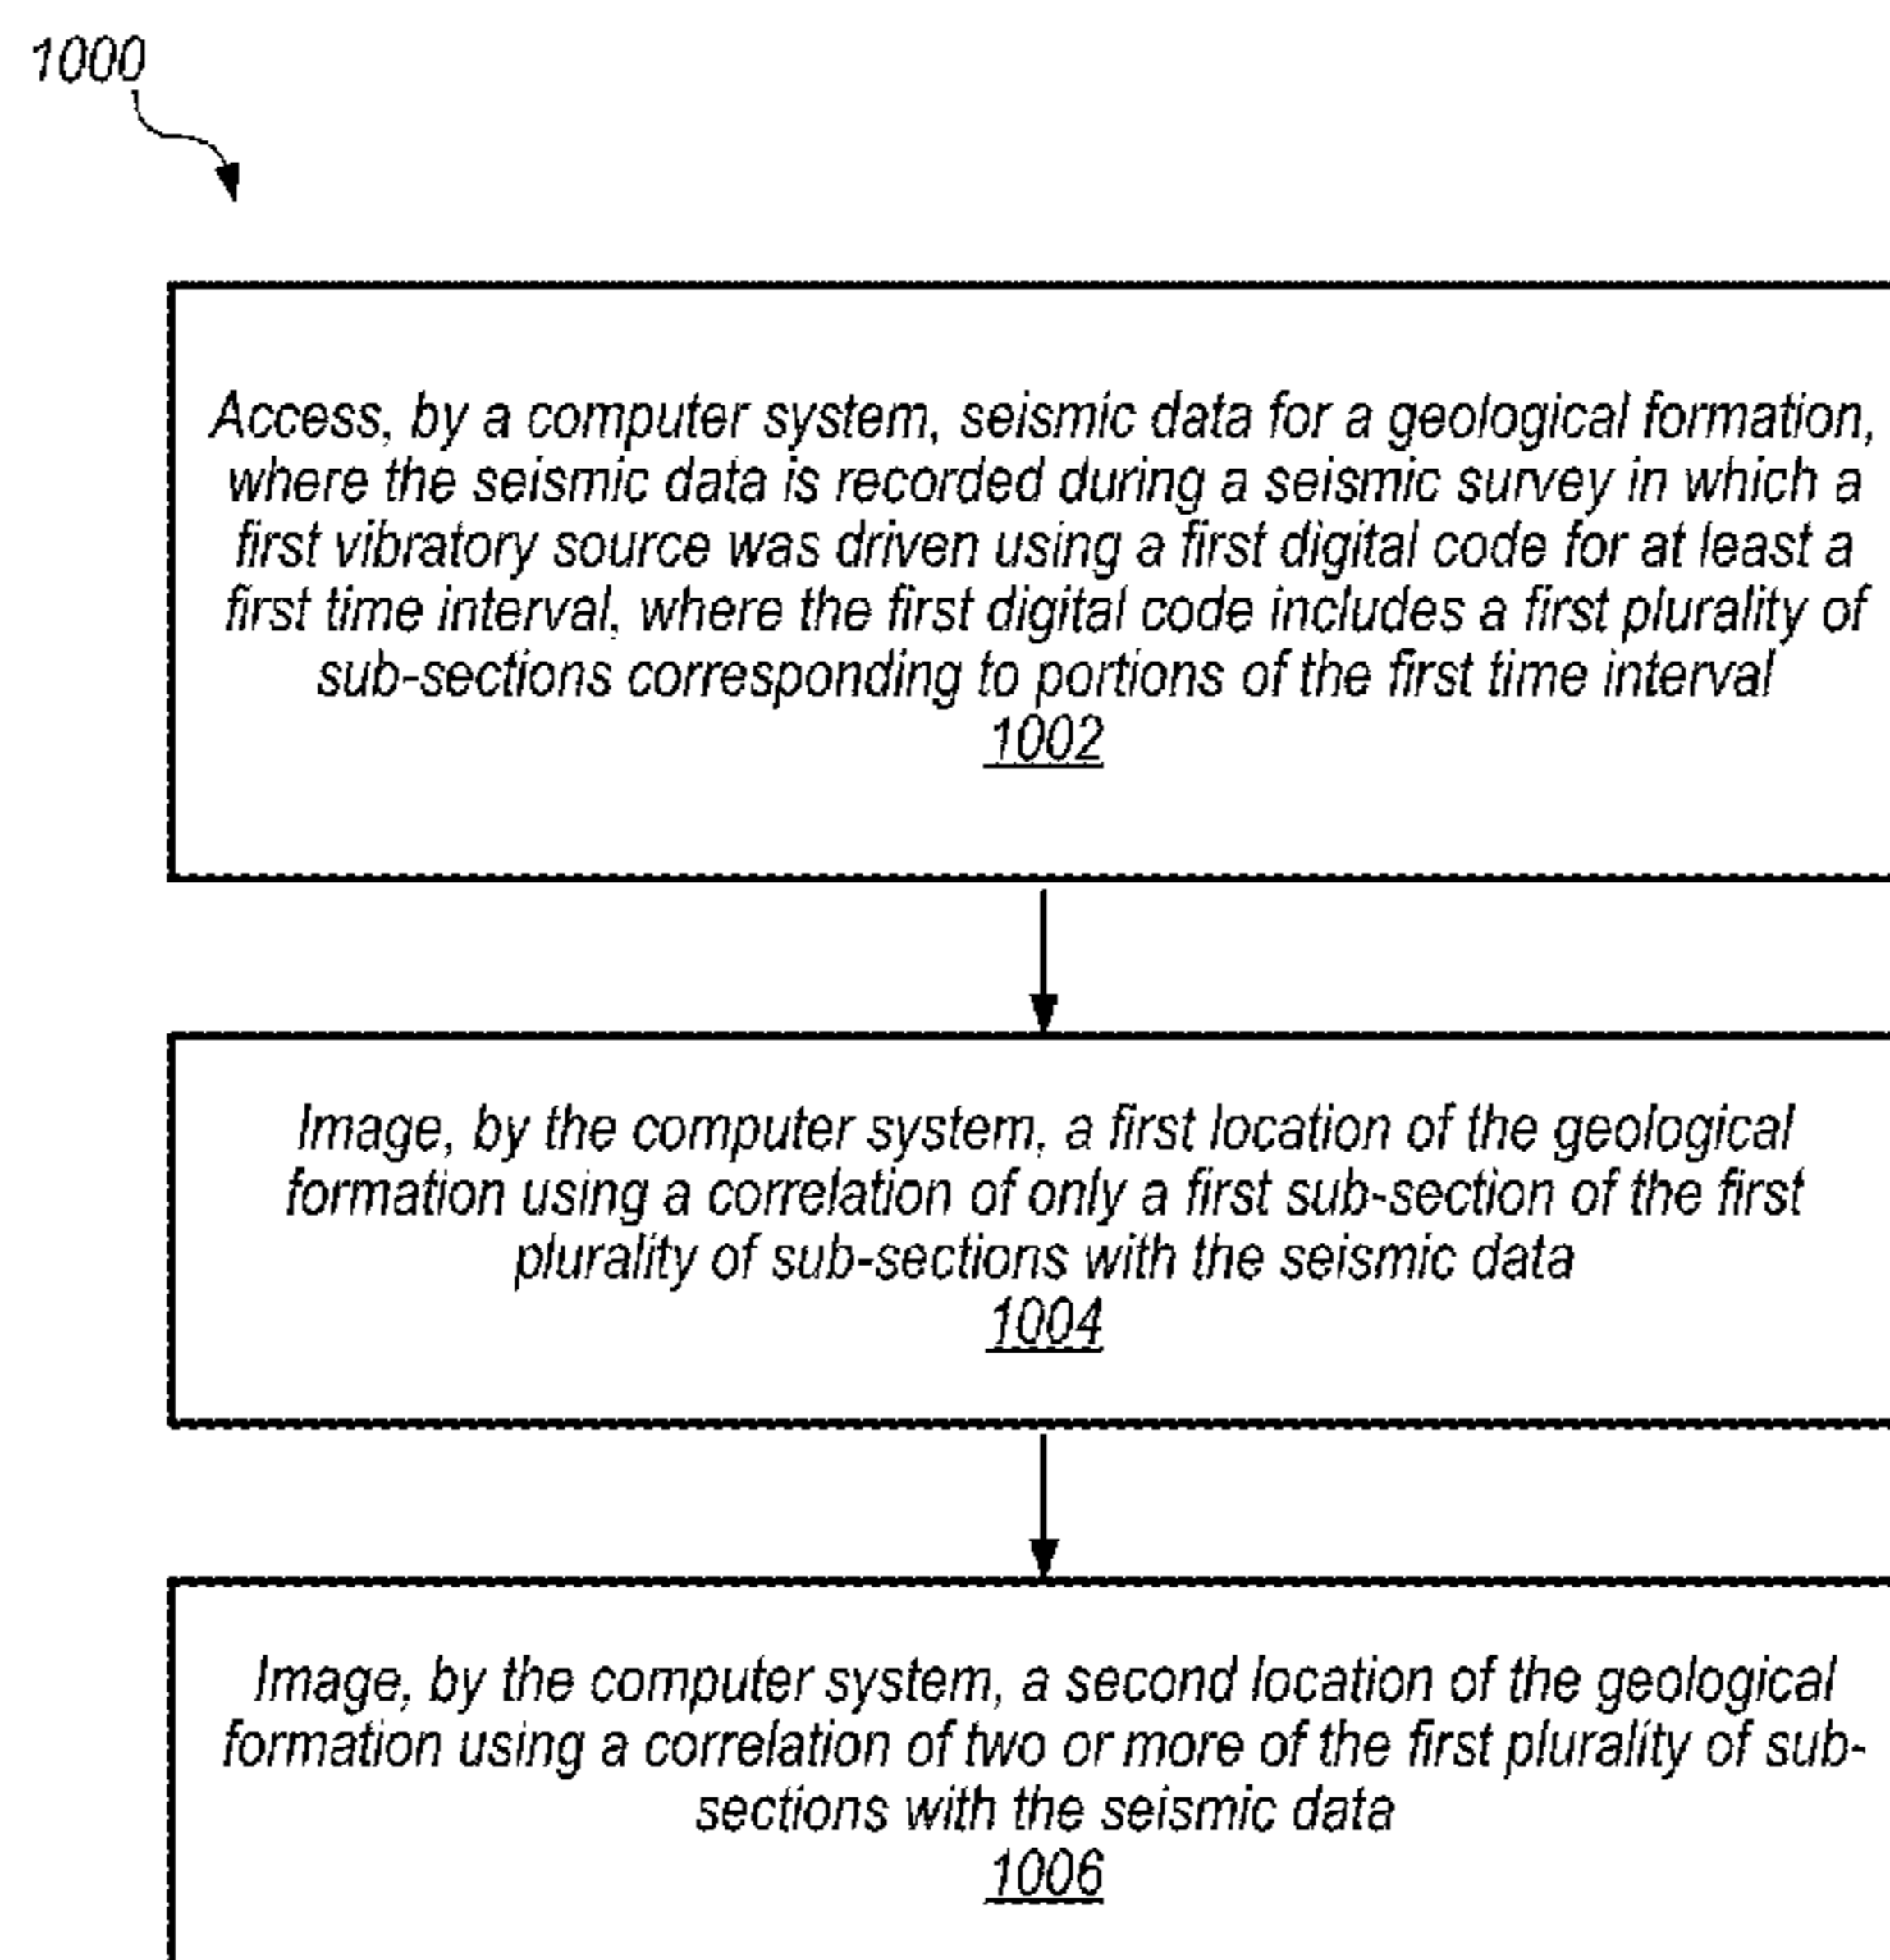 1000
Access, by a computer system, seismic data for a geological formation,
where the seismic data is recorded during a seismic survey in which a
first vibratory source was driven using a first digital code for at least a
first time interval, where the first digital code includes a first plurality of
sub-sections corresponding to portions of the first time interval
1002
Image, by the computer system, a first location of the geological
formation using a correlation of only a first sub-section of the first
plurality of sub-sections with the seismic data
1004
Image, by the computer system, a second location of the geological
formation using a correlation of two or more of the first plurality of sub-
sections with the seismic data
1006